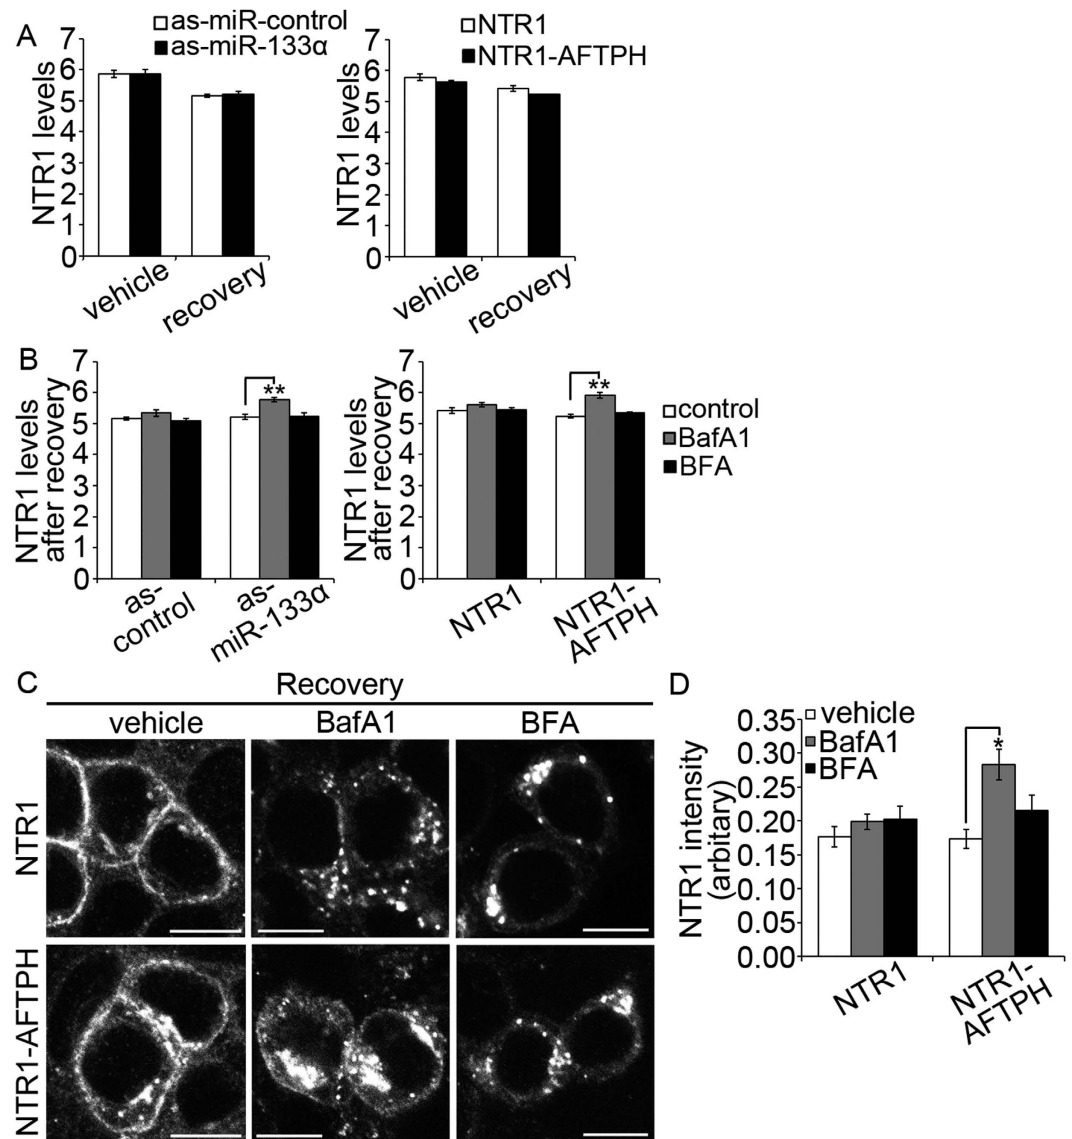 A
as-miR-control
as-miR-133α
NTR1 levels
7
6
5
4
3
2
1
0
vehicle
recovery
NTR1
NTR1-AFTPH
NTR1 levels
7
6
5
4
3
2
1
0
vehicle
recovery
B
NTR1 levels
after recovery
7
6
5
4
3
2
1
0
**
as-
control
as-
miR-133α
NTR1 levels
after recovery
7
6
5
4
3
2
1
0
**
NTR1
NTR1-
AFTPH
control
BafA1
BFA
C
Recovery
vehicle
BafA1
BFA
NTR1
NTR1-AFTPH
D
NTR1 intensity
(arbitary)
0.35
0.30
0.25
0.20
0.15
0.10
0.05
0.00
vehicle
BafA1
BFA
*
NTR1
NTR1-
AFTPH